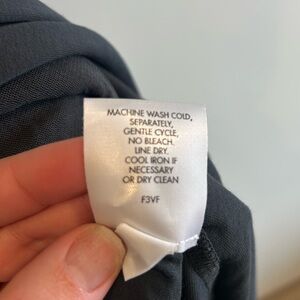 MACHINE WASH COLD,
SEPARATELY,
GENTLE CYCLE,
NO BLEACH.
LINE DRY.
COOL IRON IF
NECESSARY
OR DRY CLEAN
F3VF